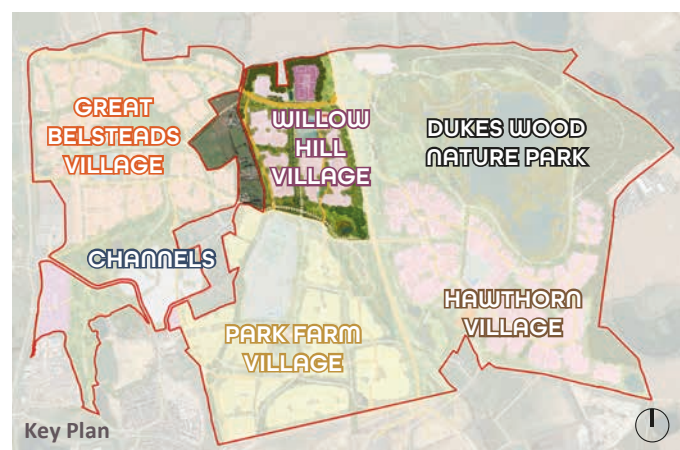 GREAT
BELSTEADS
VILLAGE
WILLOW
HILL
VILLAGE
DUKES WOOD
NATURE PARK
CHANNELS
HAWTHORN
VILLAGE
PARK FARM
VILLAGE
Key Plan